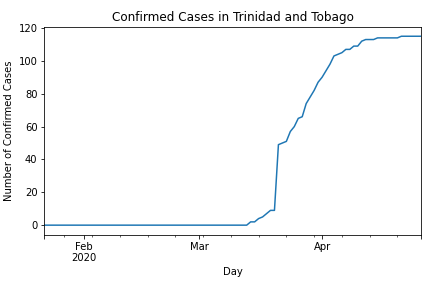 Confirmed Cases in Trinidad and Tobago
120
100
80
60
40
20
0
Number of Confirmed Cases
Feb
2020
Mar
Apr
Day